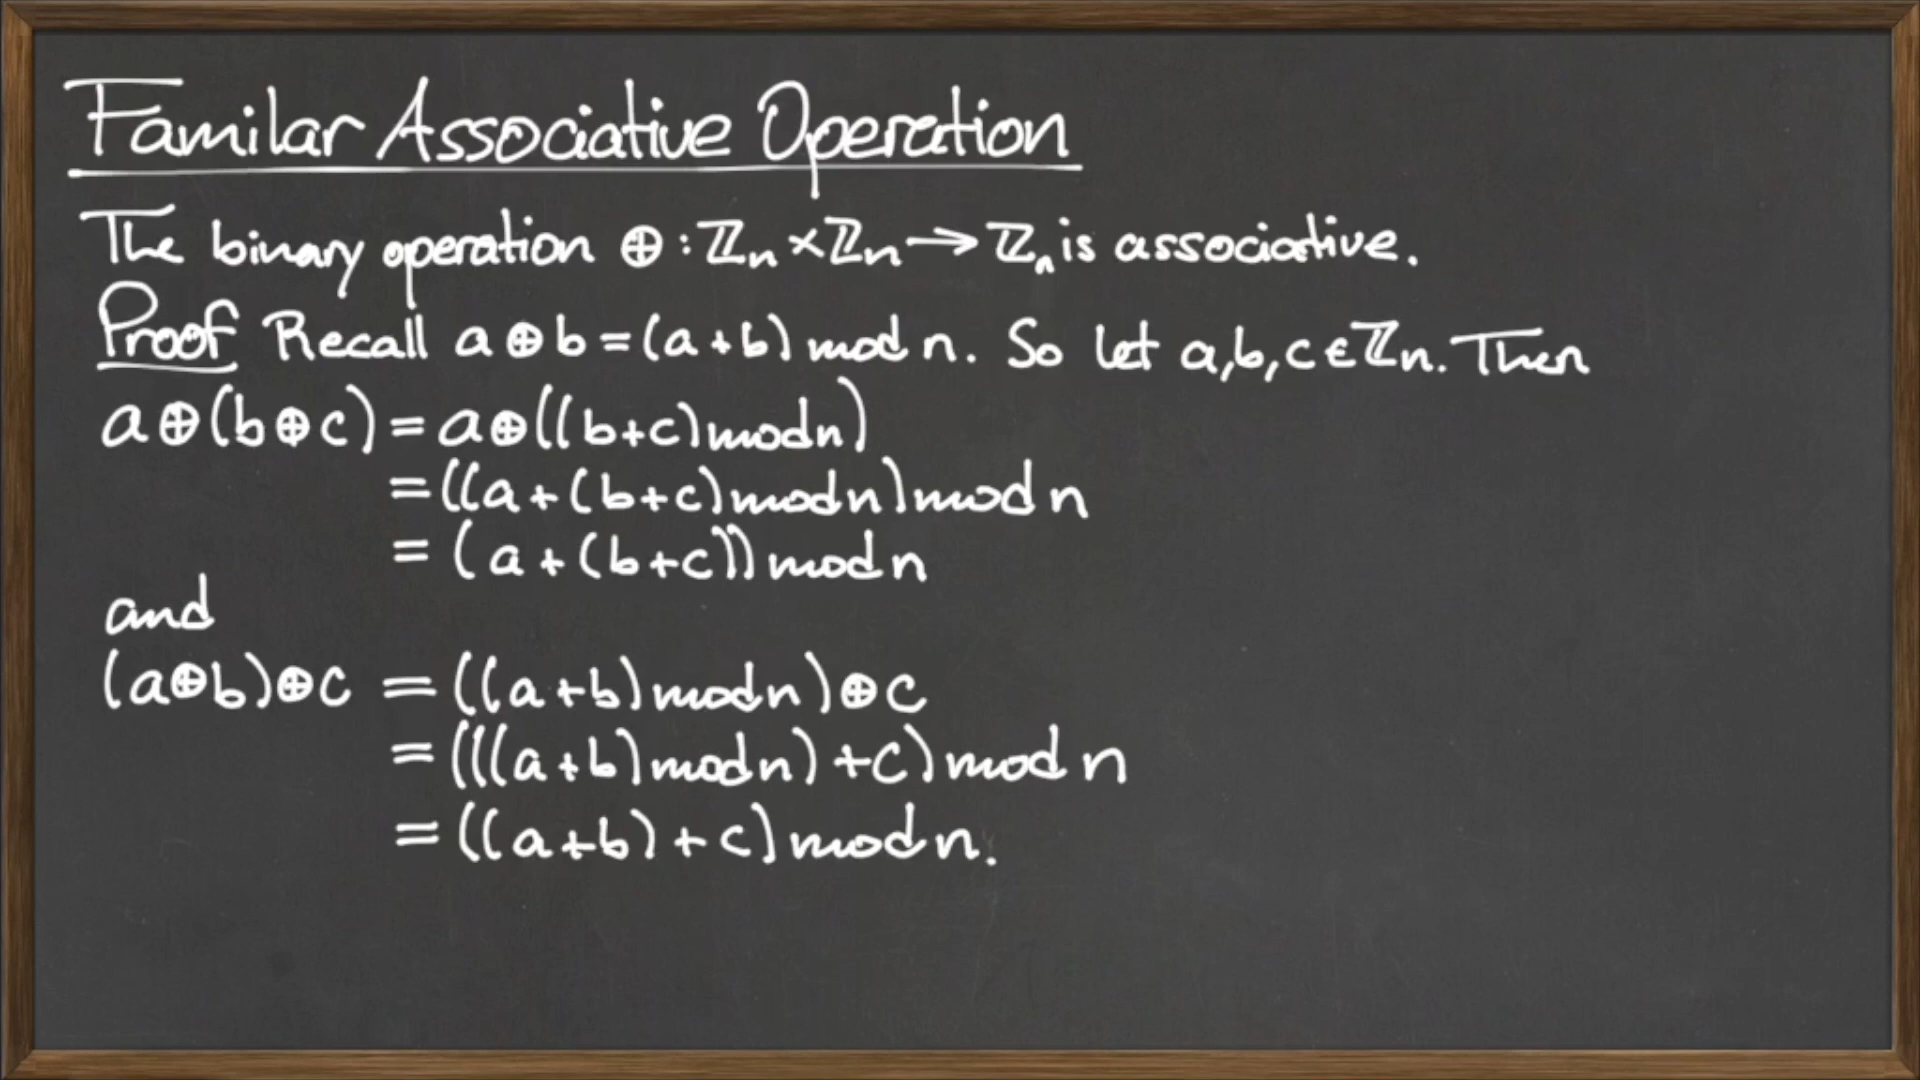 Familar Associative Operation
The binary operation ⊕ : ℤₙ × ℤₙ → ℤₙ is associative.
Proof Recall a ⊕ b = (a + b) mod n. So let a, b, c ∈ ℤₙ. Then
a ⊕ (b ⊕ c) = a ⊕ ((b + c) mod n)
= ((a + (b + c) mod n) mod n
= (a + (b + c)) mod n
and
(a ⊕ b) ⊕ c = ((a + b) mod n) ⊕ c
= (((a + b) mod n) + c) mod n
= ((a + b) + c) mod n.